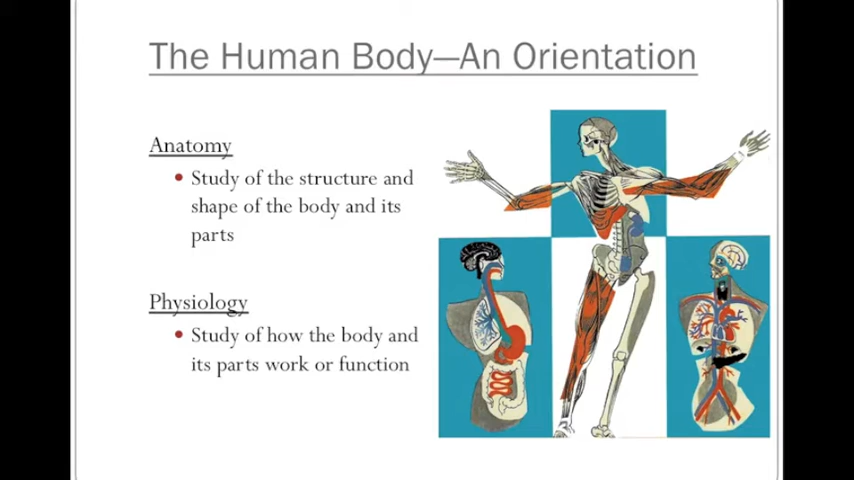 The Human Body—An Orientation
Anatomy
• Study of the structure and
shape of the body and its
parts
Physiology
• Study of how the body and
its parts work or function